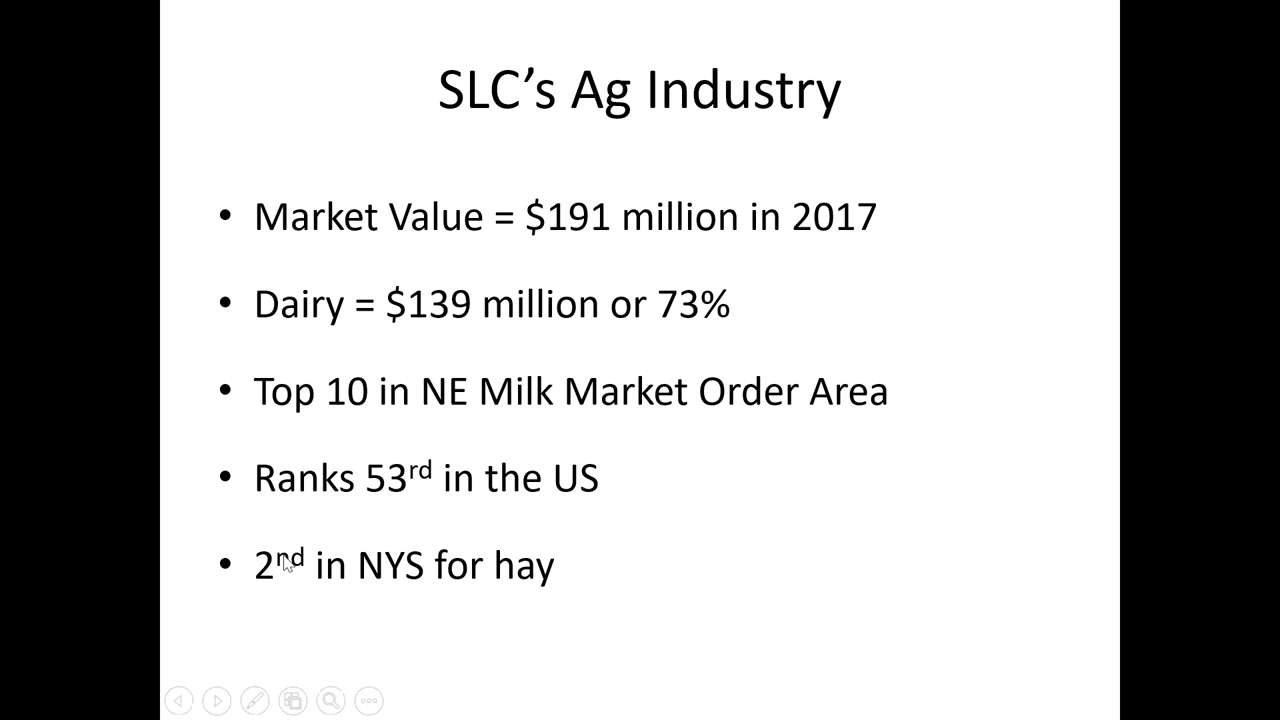 SLC’s Ag Industry
• Market Value = $191 million in 2017
• Dairy = $139 million or 73%
• Top 10 in NE Milk Market Order Area
• Ranks 53rd in the US
• 2nd in NYS for hay